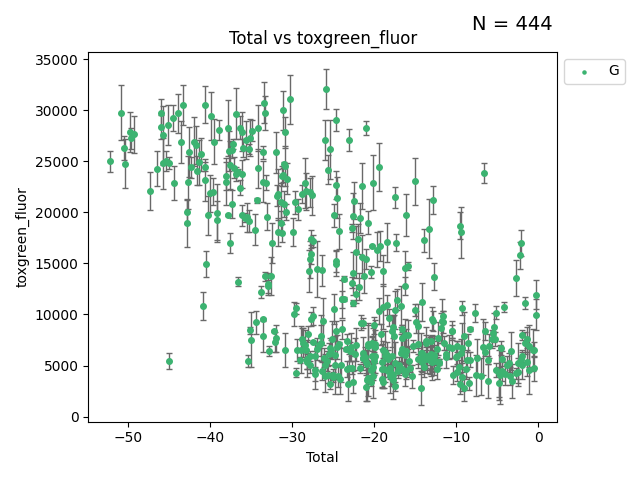 N = 444
Total vs toxgreen_fluor
G
toxgreen_fluor
35000
30000
25000
20000
15000
10000
5000
0
−50 −40 −30 −20 −10 0
Total